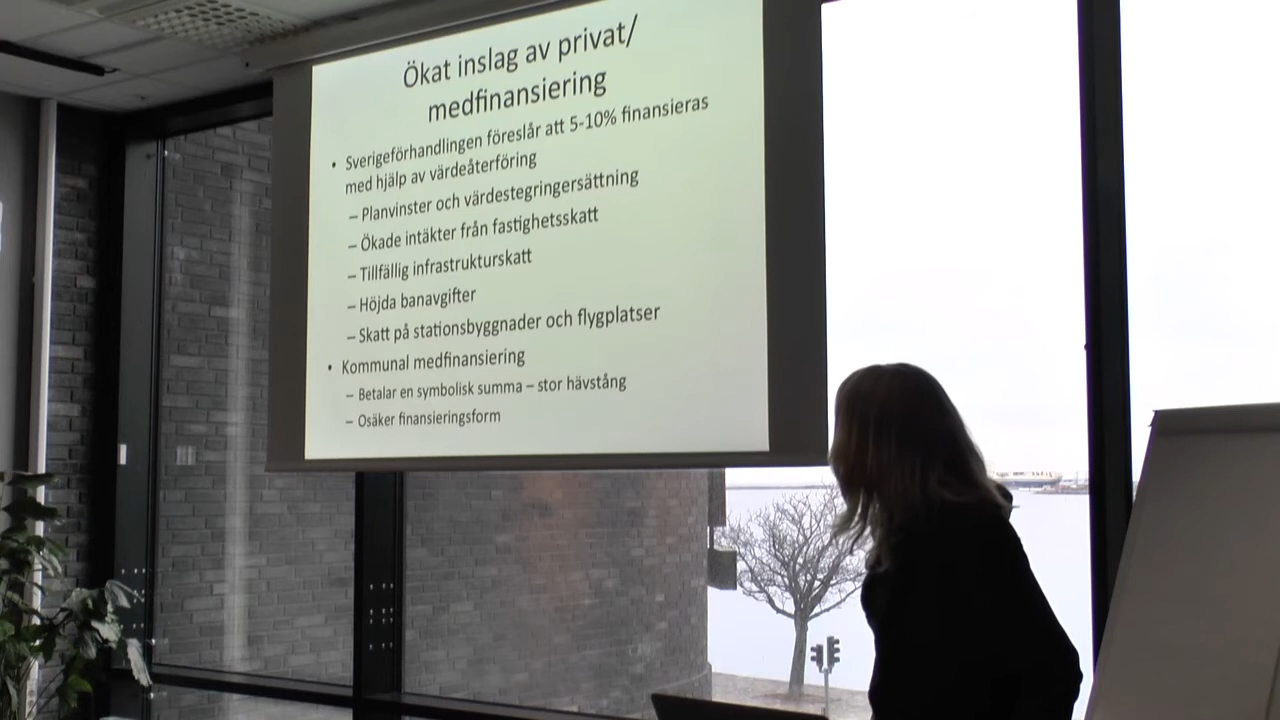 Ökat inslag av privat/
medfinansiering
• Sverigeförhandlingen föreslår att 5-10% finansieras
med hjälp av värdeåterföring
– Planvinster och värdestegringersättning
– Ökade intäkter från fastighetsskatt
– Tillfällig infrastrukturskatt
– Höjda banavgifter
– Skatt på stationsbyggnader och flygplatser
• Kommunal medfinansiering
– Betalar en symbolisk summa – stor hävstång
– Osäker finansieringsform